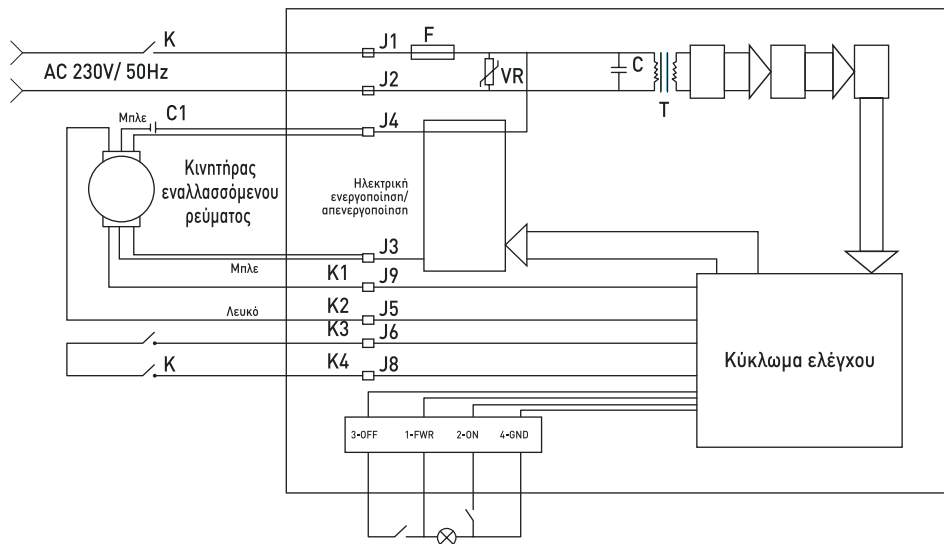 K
J1
F
AC 230V/ 50Hz
J2
VR
C
T
Μπλε
C1
J4
Κινητήρας
εναλλασσόμενου
ρεύματος
Ηλεκτρική
ενεργοποίηση/
απενεργοποίηση
J3
Μπλε
K1
J9
Λευκό
K2
J5
K3
J6
K
K4
J8
Κύκλωμα ελέγχου
3-OFF
1-FWR
2-ON
4-GND